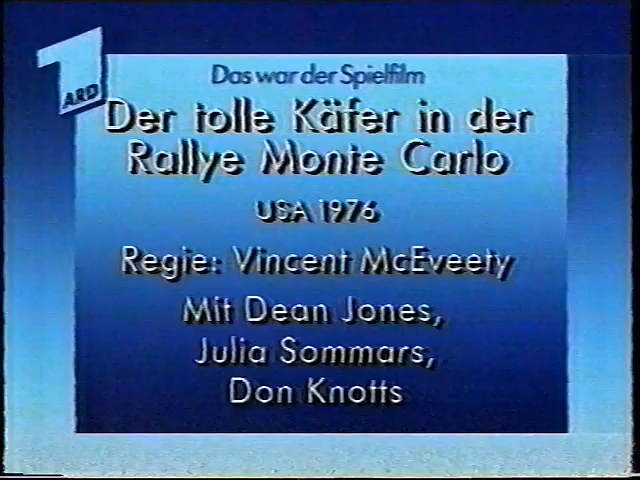 1
ARD
Das war der Spielfilm
Der tolle Käfer in der
Rallye Monte Carlo
USA 1976
Regie: Vincent McEveety
Mit Dean Jones,
Julia Sommars,
Don Knotts